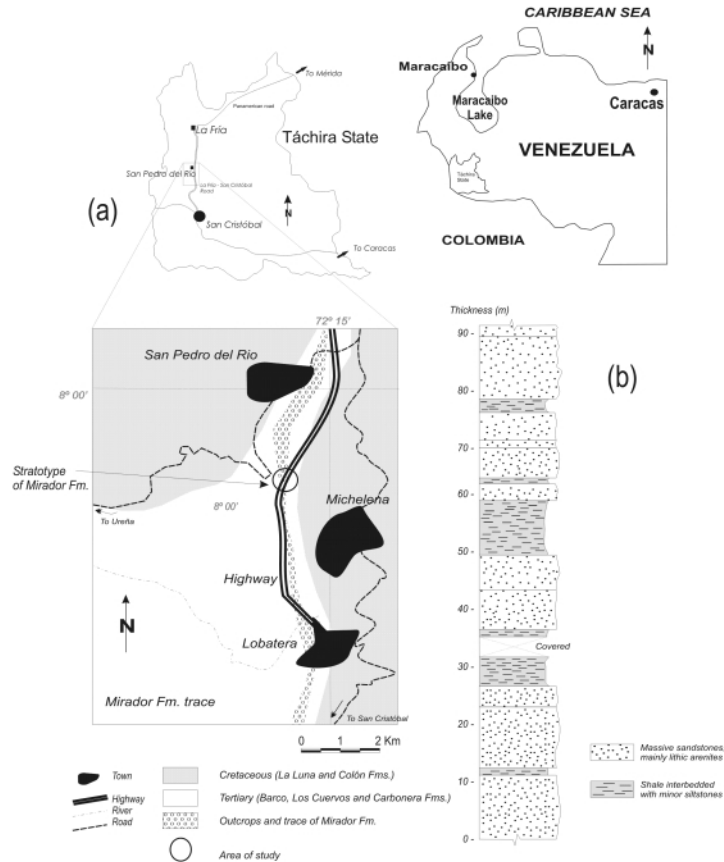 CARIBBEAN SEA
N
Maracaibo
Maracaibo
Lake
Caracas
VENEZUELA
Táchira
State
COLOMBIA
To Mérida
Panamerican road
La Fría
Táchira State
San Pedro del Río
La Fría - San Cristóbal
Road
(a)
N
San Cristóbal
To Caracas
72º 15'
San Pedro del Rio
8º 00'
Stratotype
of Mirador Fm.
8º 00'
Michelena
To Ureña
Highway
N
Lobatera
Mirador Fm. trace
To San Cristóbal
0 1 2 Km
Town
Highway
River
Road
Cretaceous (La Luna and Colón Fms.)
Tertiary (Barco, Los Cuervos and Carbonera Fms.)
Outcrops and trace of Mirador Fm.
Area of study
Thickness (m)
(b)
90
80
70
60
50
40
Covered
30
20
10
0
Massive sandstones,
mainly lithic arenites
Shale interbedded
with minor siltstones